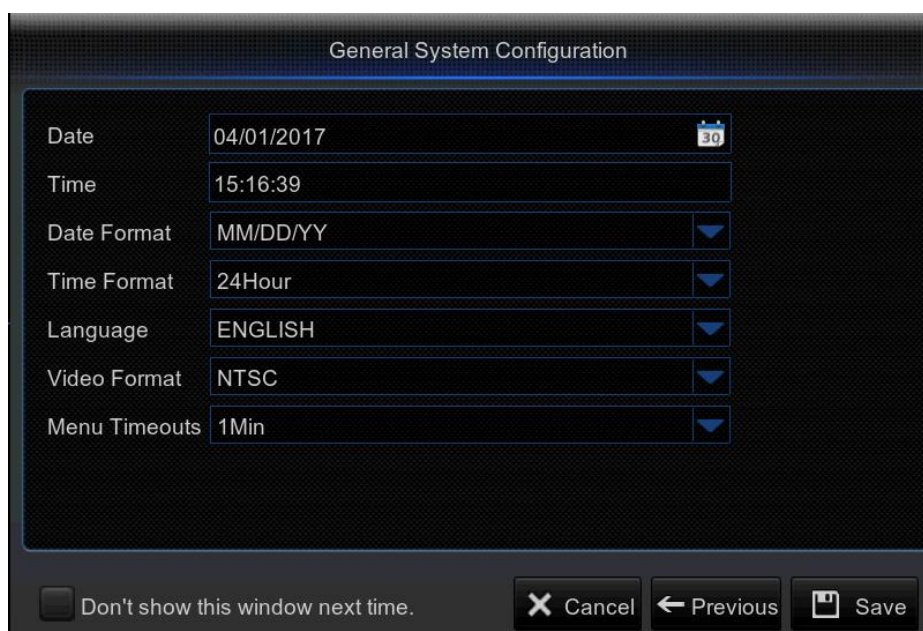 General System Configuration
Date 04/01/2017 30
Time 15:16:39
Date Format MM/DD/YY
Time Format 24Hour
Language ENGLISH
Video Format NTSC
Menu Timeouts 1Min
Don't show this window next time. Cancel Previous Save